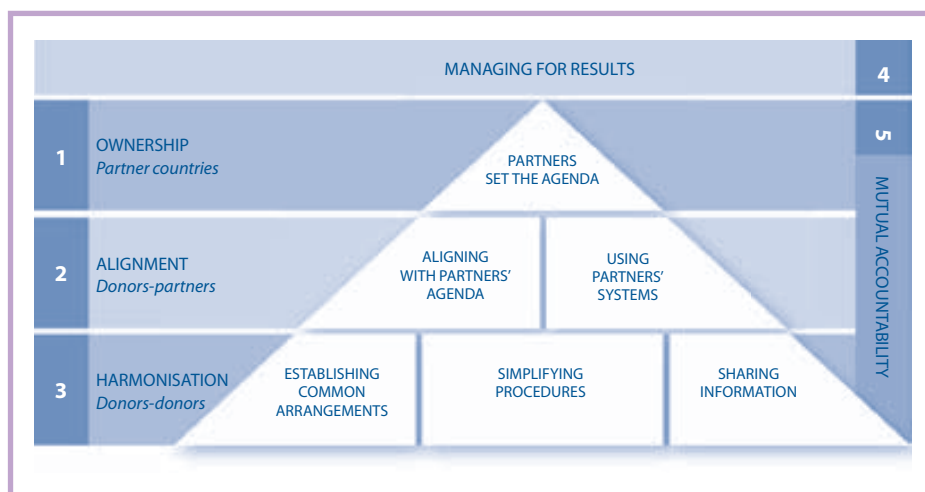 MANAGING FOR RESULTS
4
1
OWNERSHIP
Partner countries
PARTNERS
SET THE AGENDA
5
MUTUAL ACCOUNTABILITY
2
ALIGNMENT
Donors-partners
ALIGNING
WITH PARTNERS'
AGENDA
USING
PARTNERS'
SYSTEMS
3
HARMONISATION
Donors-donors
ESTABLISHING
COMMON
ARRANGEMENTS
SIMPLIFYING
PROCEDURES
SHARING
INFORMATION